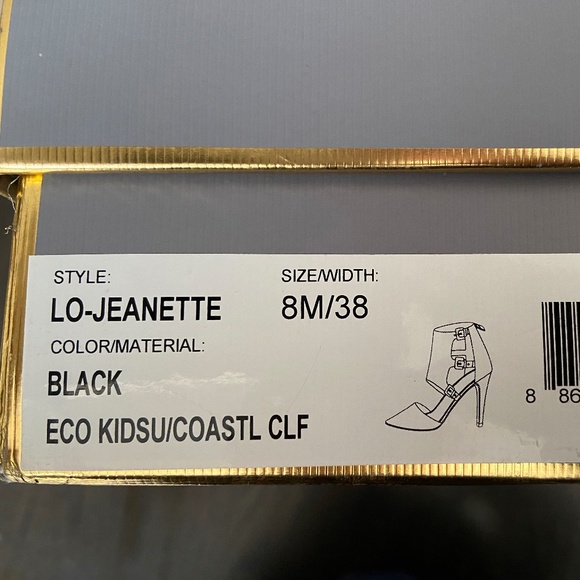 STYLE: SIZE/WIDTH:
LO-JEANETTE 8M/38
COLOR/MATERIAL:
BLACK
8 86
ECO KIDSU/COASTL CLF